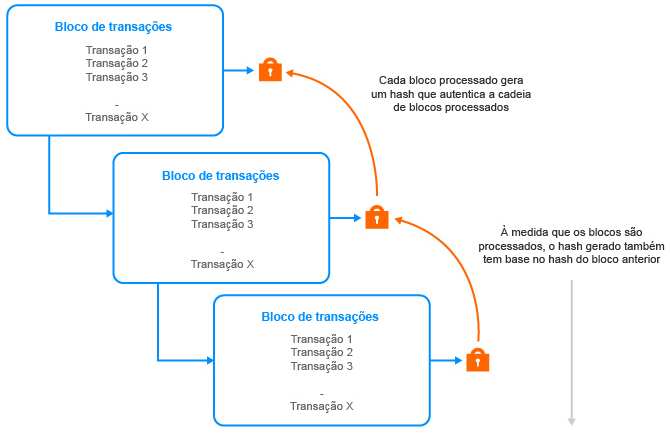 Bloco de transações
Transação 1
Transação 2
Transação 3
-
Transação X
Cada bloco processado gera
um hash que autentica a cadeia
de blocos processados
Bloco de transações
Transação 1
Transação 2
Transação 3
-
Transação X
À medida que os blocos são
processados, o hash gerado também
tem base no hash do bloco anterior
Bloco de transações
Transação 1
Transação 2
Transação 3
-
Transação X